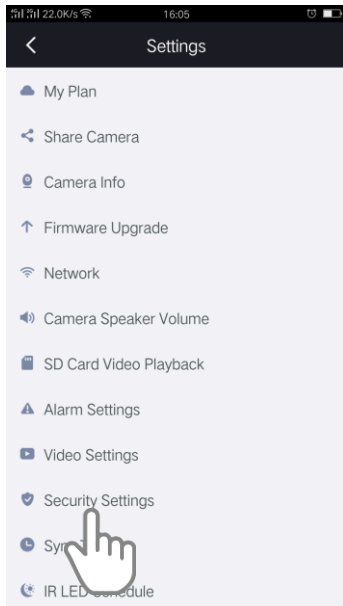 22.0K/s
16:05
Settings
My Plan
Share Camera
Camera Info
Firmware Upgrade
Network
Camera Speaker Volume
SD Card Video Playback
Alarm Settings
Video Settings
Security Settings
IR LED Schedule